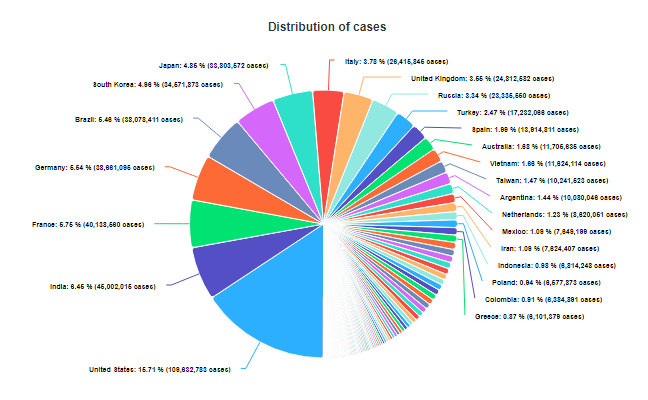 Distribution of cases
Italy: 3.78 % (26,415,346 cases)
United Kingdom: 3.55 % (24,812,582 cases)
Russia: 3.34 % (23,335,550 cases)
Turkey: 2.47 % (17,232,066 cases)
Spain: 1.99 % (13,914,811 cases)
Australia: 1.68 % (11,705,635 cases)
Vietnam: 1.66 % (11,624,114 cases)
Taiwan: 1.47 % (10,241,523 cases)
Argentina: 1.44 % (10,080,046 cases)
Netherlands: 1.23 % (8,620,051 cases)
Mexico: 1.09 % (7,649,199 cases)
Iran: 1.09 % (7,624,407 cases)
Indonesia: 0.98 % (6,814,243 cases)
Poland: 0.94 % (6,577,373 cases)
Colombia: 0.91 % (6,384,391 cases)
Greece: 0.87 % (6,101,379 cases)
Japan: 4.85 % (33,803,572 cases)
South Korea: 4.96 % (34,571,873 cases)
Brazil: 5.46 % (38,073,411 cases)
Germany: 5.54 % (38,661,095 cases)
France: 5.75 % (40,138,560 cases)
India: 6.45 % (45,002,015 cases)
United States: 15.71 % (109,632,783 cases)